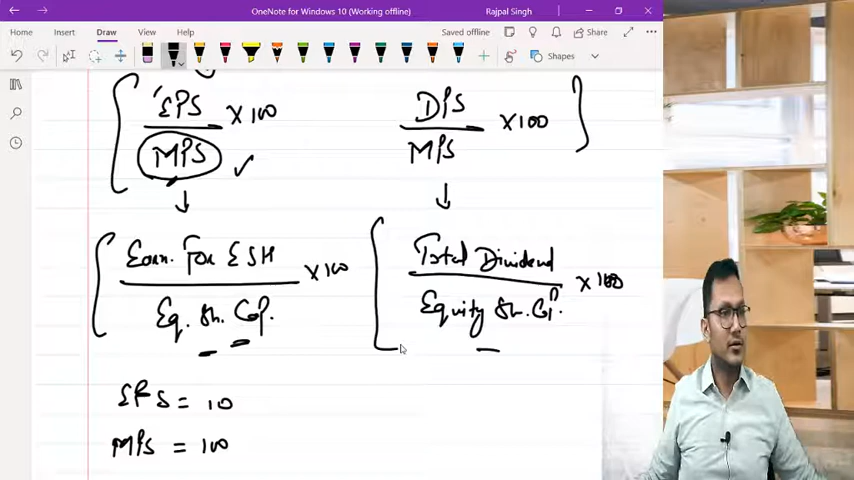 OneNote for Windows 10 (Working offline)
Rajpal Singh
Home Insert Draw View Help
Saved offline
Share
Shapes
EPS × 100
MPS
DPS × 100
MPS
Earn. For ESH × 100
Eq. Sh. Cap.
Total Dividend × 100
Equity Sh. Cap.
EPS = 10
MPS = 100